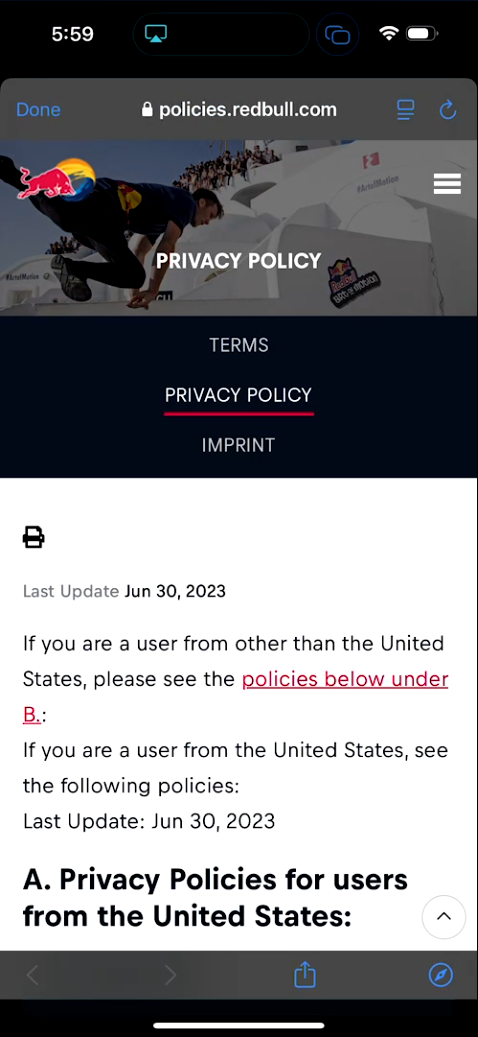 5:59
Done
policies.redbull.com
PRIVACY POLICY
TERMS
PRIVACY POLICY
IMPRINT
Last Update Jun 30, 2023
If you are a user from other than the United
States, please see the policies below under
B.:
If you are a user from the United States, see
the following policies:
Last Update: Jun 30, 2023
A. Privacy Policies for users
from the United States: